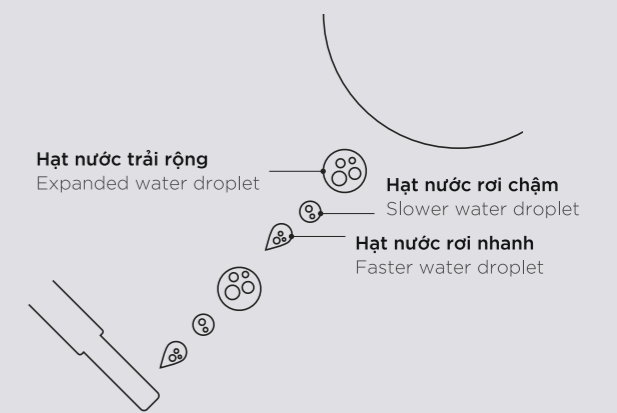 Hạt nước trải rộng
Expanded water droplet
Hạt nước rơi chậm
Slower water droplet
Hạt nước rơi nhanh
Faster water droplet